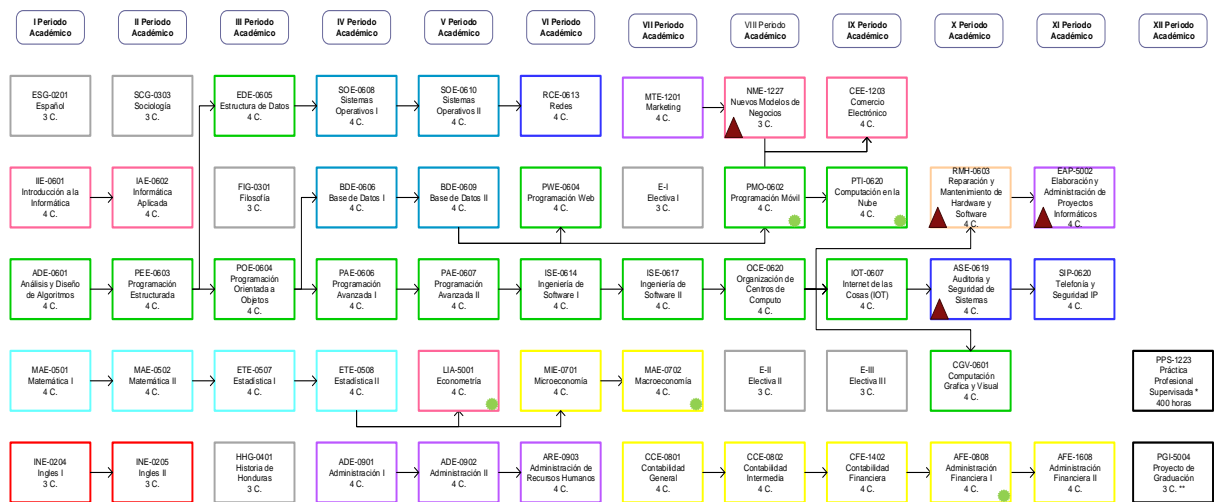 I Periodo
Académico
II Periodo
Académico
III Periodo
Académico
IV Periodo
Académico
V Periodo
Académico
VI Periodo
Académico
VII Periodo
Académico
VIII Periodo
Académico
IX Periodo
Académico
X Periodo
Académico
XI Periodo
Académico
XII Periodo
Académico
ESG-0201
Español
3 C.
SCG-0303
Sociología
3 C.
EDE-0605
Estructura de Datos
4 C.
SOE-0608
Sistemas
Operativos I
4 C.
SOE-0610
Sistemas
Operativos II
4 C.
RCE-0613
Redes
4 C.
MTE-1201
Marketing
4 C.
NME-1227
Nuevos Modelos de
Negocios
3 C.
CEE-1203
Comercio
Electrónico
4 C.
IIE-0601
Introducción a la
Informática
4 C.
IAE-0602
Informática
Aplicada
4 C.
FIG-0301
Filosofía
3 C.
BDE-0606
Base de Datos I
4 C.
BDE-0609
Base de Datos II
4 C.
PWE-0604
Programación Web
4 C.
E-I
Electiva I
3 C.
PMO-0602
Programación Móvil
4 C.
PTI-0620
Computación en la
Nube
4 C.
RMH-0603
Reparación y
Mantenimiento de
Hardware y
Software
4 C.
EAP-5002
Elaboración y
Administración de
Proyectos
Informáticos
4 C.
ADE-0601
Análisis y Diseño
de Algoritmos
4 C.
PEE-0603
Programación
Estructurada
4 C.
POE-0604
Programación
Orientada a
Objetos
4 C.
PAE-0606
Programación
Avanzada I
4 C.
PAE-0607
Programación
Avanzada II
4 C.
ISE-0614
Ingeniería de
Software I
4 C.
ISE-0617
Ingeniería de
Software II
4 C.
OCE-0620
Organización de
Centros de
Computo
4 C.
IOT-0607
Internet de las
Cosas (IOT)
4 C.
ASE-0619
Auditoría y
Seguridad de
Sistemas
4 C.
SIP-0620
Telefonía y
Seguridad IP
4 C.
MAE-0501
Matemática I
4 C.
MAE-0502
Matemática II
4 C.
ETE-0507
Estadística I
4 C.
ETE-0508
Estadística II
4 C.
LIA-5001
Econometría
4 C.
MIE-0701
Microeconomía
4 C.
MAE-0702
Macroeconomía
4 C.
E-II
Electiva II
3 C.
E-III
Electiva III
3 C.
CGV-0601
Computación
Grafica y Visual
4 C.
PPS-1223
Práctica
Profesional
Supervisada *
400 horas
INE-0204
Ingles I
3 C.
INE-0205
Ingles II
3 C.
HHG-0401
Historia de
Honduras
3 C.
ADE-0901
Administración I
4 C.
ADE-0902
Administración II
4 C.
ARE-0903
Administración de
Recursos Humanos
4 C.
CCE-0801
Contabilidad
General
4 C.
CCE-0802
Contabilidad
Intermedia
4 C.
CFE-1402
Contabilidad
Financiera
4 C.
AFE-0808
Administración
Financiera I
4 C.
AFE-1608
Administración
Financiera II
4 C.
PGI-5004
Proyecto de
Graduación
3 C. **